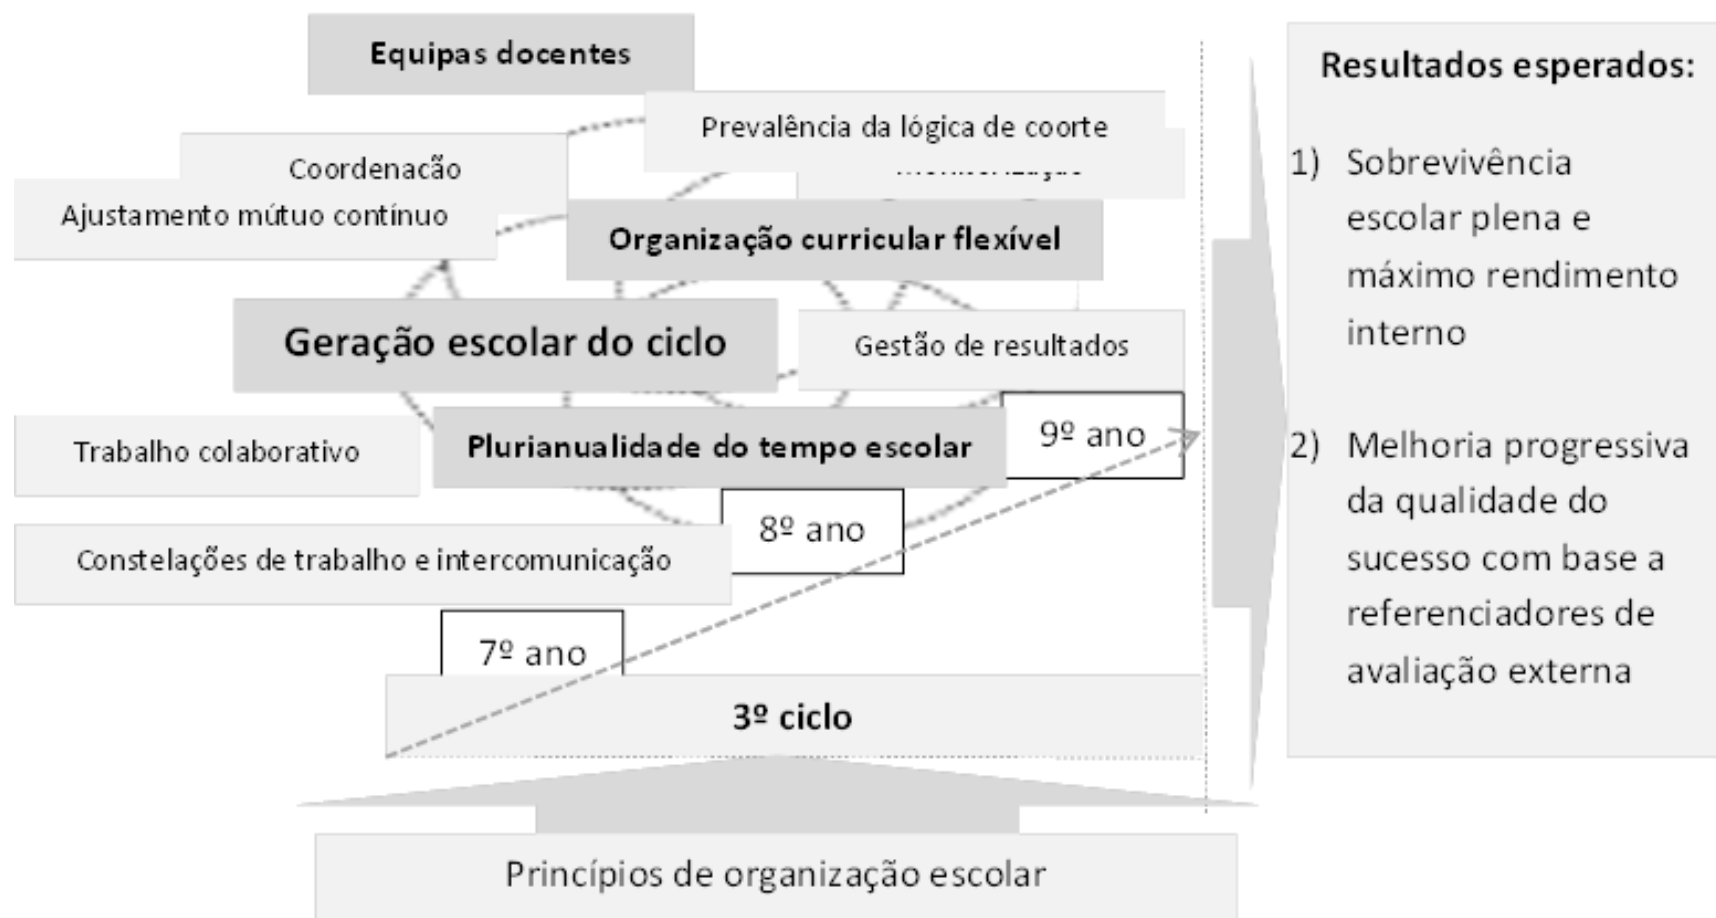 Equipas docentes
Prevalência da lógica de coorte
Coordenação
Ajustamento mútuo contínuo
Organização curricular flexível
Geração escolar do ciclo
Gestão de resultados
Trabalho colaborativo
Plurianualidade do tempo escolar
9º ano
8º ano
Constelações de trabalho e intercomunicação
7º ano
3º ciclo
Princípios de organização escolar
Resultados esperados:
1) Sobrevivência
escolar plena e
máximo rendimento
interno
2) Melhoria progressiva
da qualidade do
sucesso com base a
referenciadores de
avaliação externa